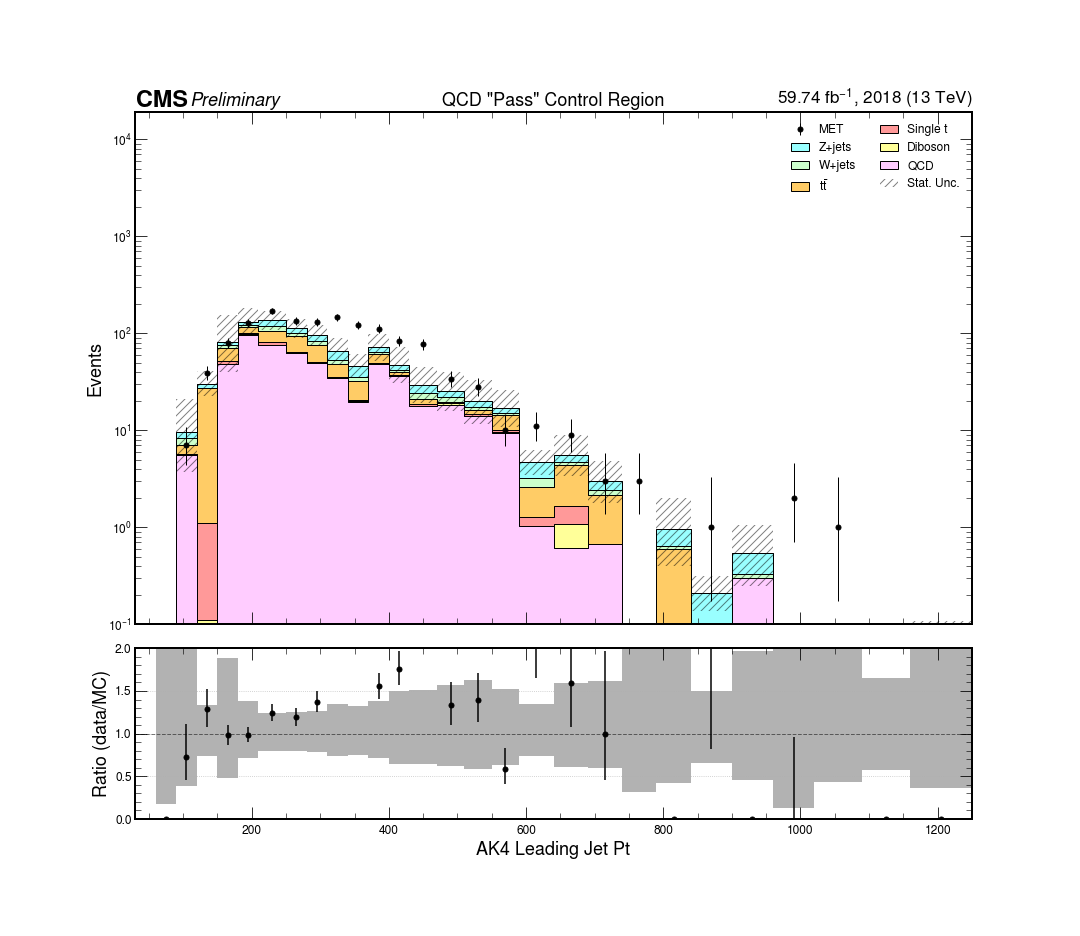 CMS Preliminary QCD "Pass" Control Region 59.74 fb⁻¹, 2018 (13 TeV)
MET Single t
Z+jets Diboson
W+jets QCD
tt̄ Stat. Unc.
10⁴
10³
10²
10¹
10⁰
10⁻¹
Events
2.0
1.5
1.0
0.5
0.0
Ratio (data/MC)
200 400 600 800 1000 1200
AK4 Leading Jet Pt